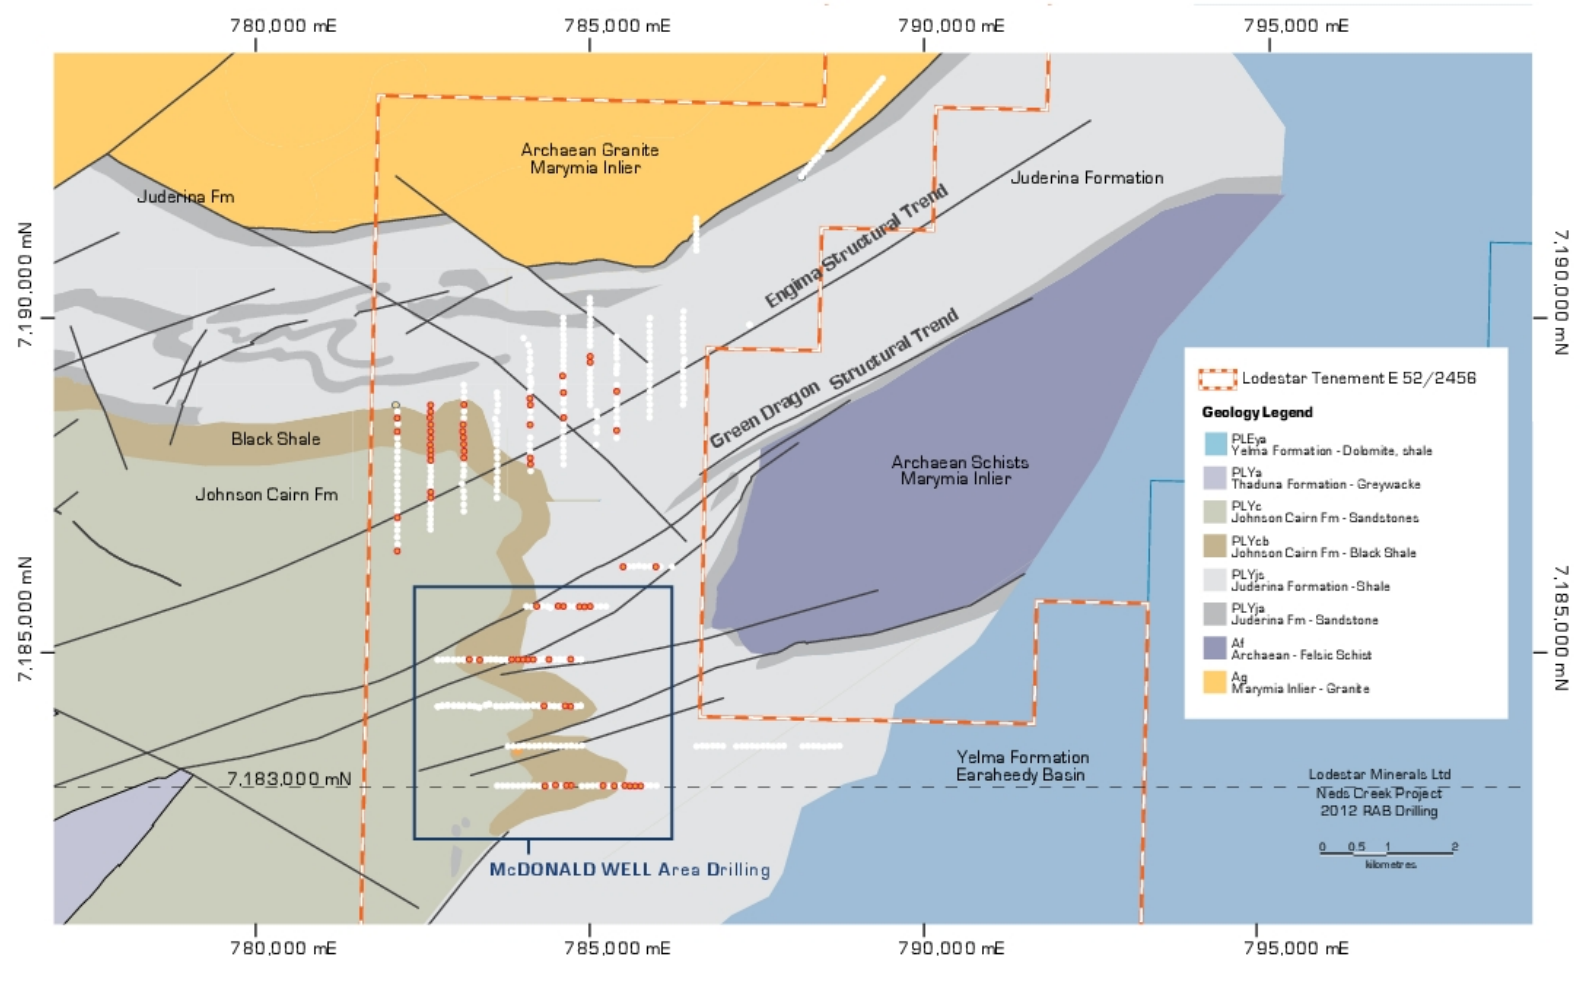 780,000 mE
785,000 mE
790,000 mE
795,000 mE
Archaean Granite
Marymia Inlier
Juderina Fm
Juderina Formation
Engima Structural Trend
7,190,000 mN
7,190,000 mN
Green Dragon Structural Trend
Black Shale
Johnson Cairn Fm
Archaean Schists
Marymia Inlier
Lodestar Tenement E 52/2456
Geology Legend
PLEya
Yelma Formation - Dolomite, shale
PLYa
Thaduna Formation - Greywacke
PLYc
Johnson Cairn Fm - Sandstones
PLYcb
Johnson Cairn Fm - Black Shale
PLYjs
Juderina Formation - Shale
PLYja
Juderina Fm - Sandstone
Af
Archaean - Felsic Schist
Ag
Marymia Inlier - Granite
7,185,000 mN
7,185,000 mN
7,183,000 mN
Yelma Formation
Earaheedy Basin
Lodestar Minerals Ltd
Neds Creek Project
2012 RAB Drilling
0 0.5 1 2
kilometres
McDONALD WELL Area Drilling
780,000 mE
785,000 mE
790,000 mE
795,000 mE